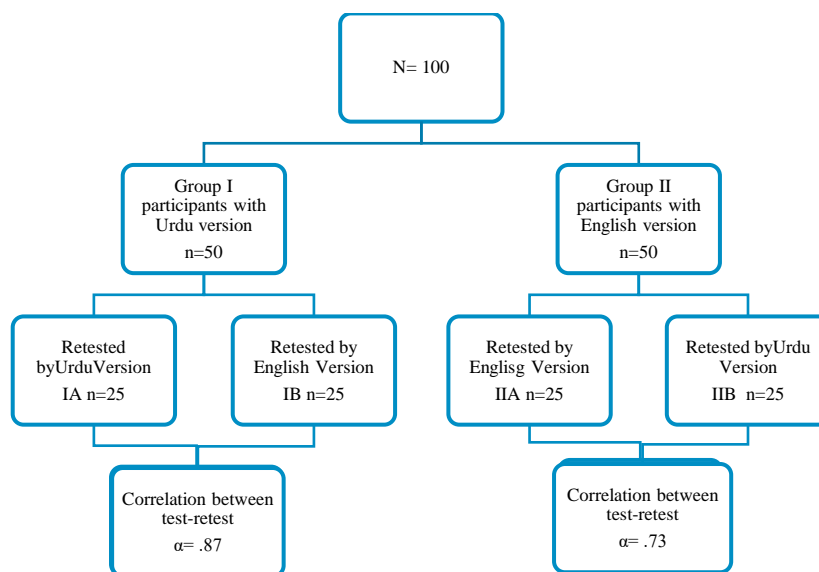 N= 100
Group I
participants with
Urdu version
n=50
Group II
participants with
English version
n=50
Retested
byUrduVersion
IA n=25
Retested by
English Version
IB n=25
Retested by
Englisg Version
IIA n=25
Retested byUrdu
Version
IIB n=25
Correlation between
test-retest
α= .87
Correlation between
test-retest
α= .73